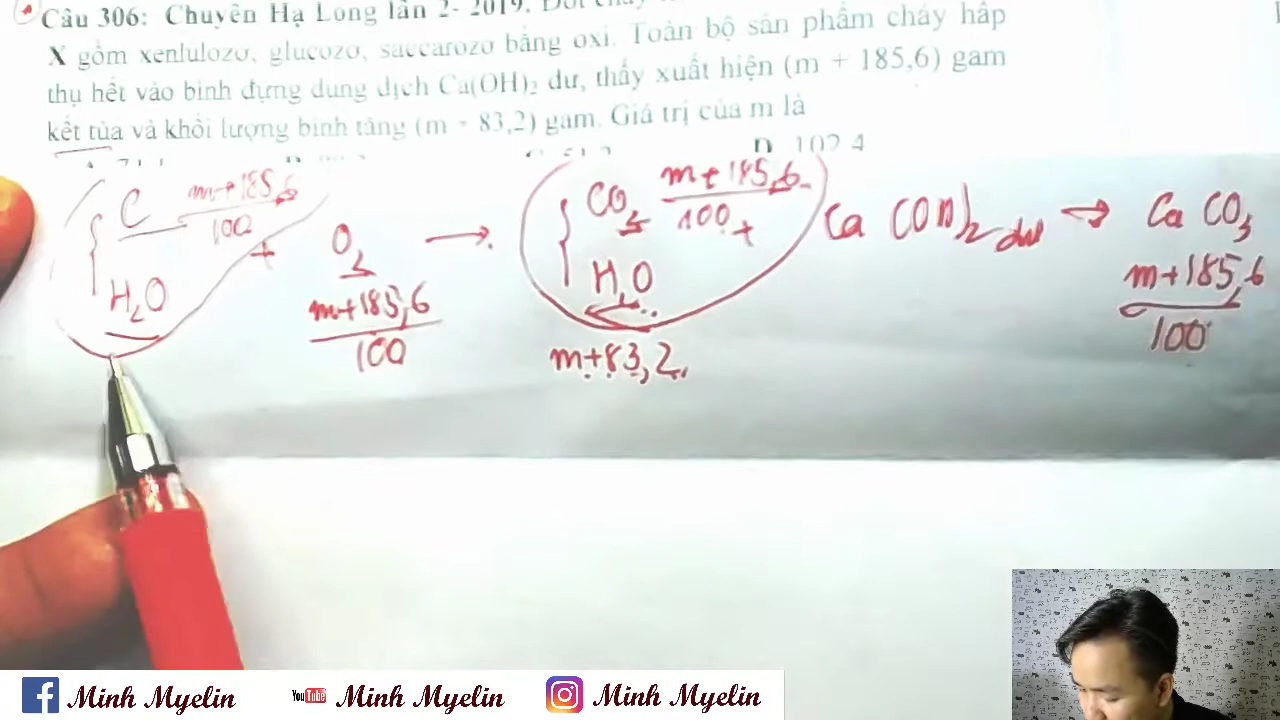 Câu 306: Chuyên Hạ Long lần 2- 2019.
X gồm xenlulozơ, glucozơ, saccarozơ bằng oxi. Toàn bộ sản phẩm cháy hấp
thụ hết vào bình đựng dung dịch Ca(OH)₂ dư, thấy xuất hiện (m + 185,6) gam
kết tủa và khối lượng bình tăng (m + 83,2) gam. Giá trị của m là
D. 102,4
C m+185,6 / 100
H₂O
+ O₂
m+185,6 / 100
→
CO₂ m+185,6 / 100
H₂O
m+83,2
+ Ca(OH)₂ dư → CaCO₃
m+185,6 / 100
Minh Myelin YouTube Minh Myelin Minh Myelin